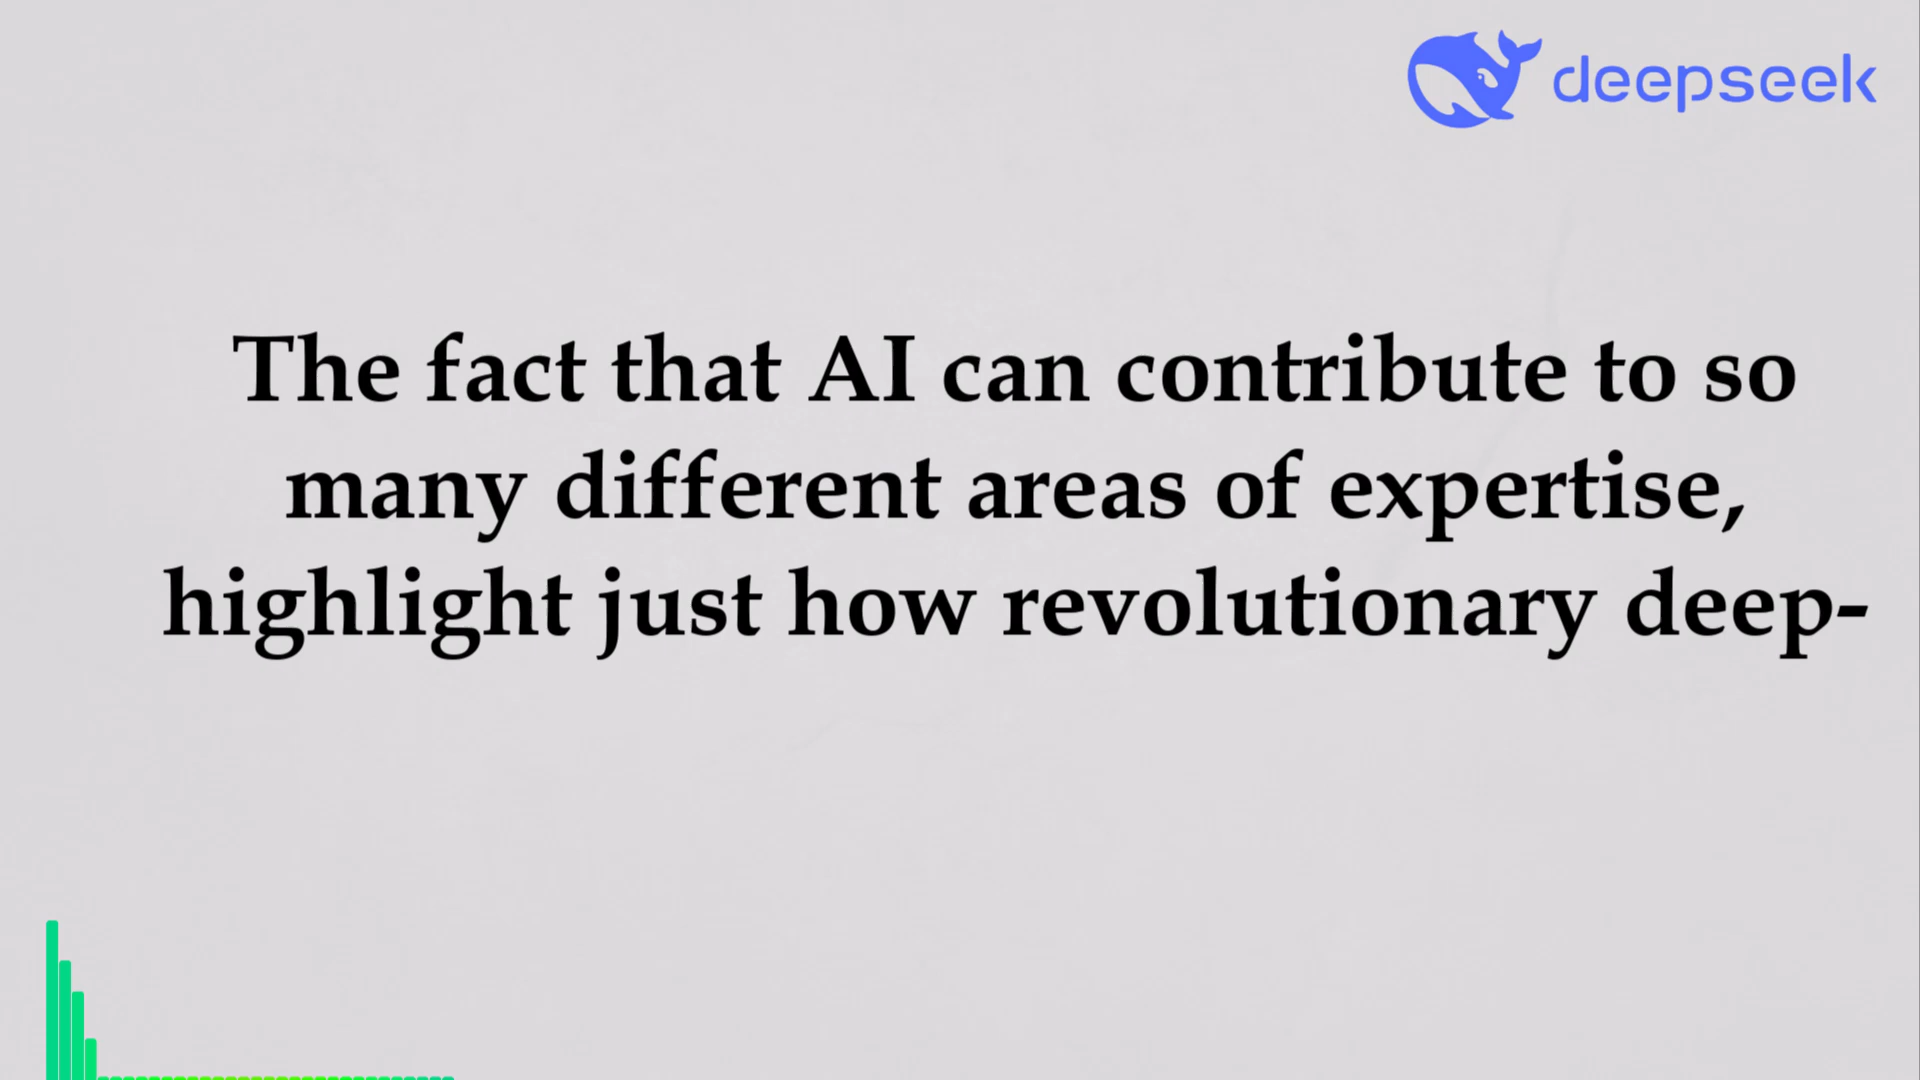 deepseek
The fact that AI can contribute to so
many different areas of expertise,
highlight just how revolutionary deep-